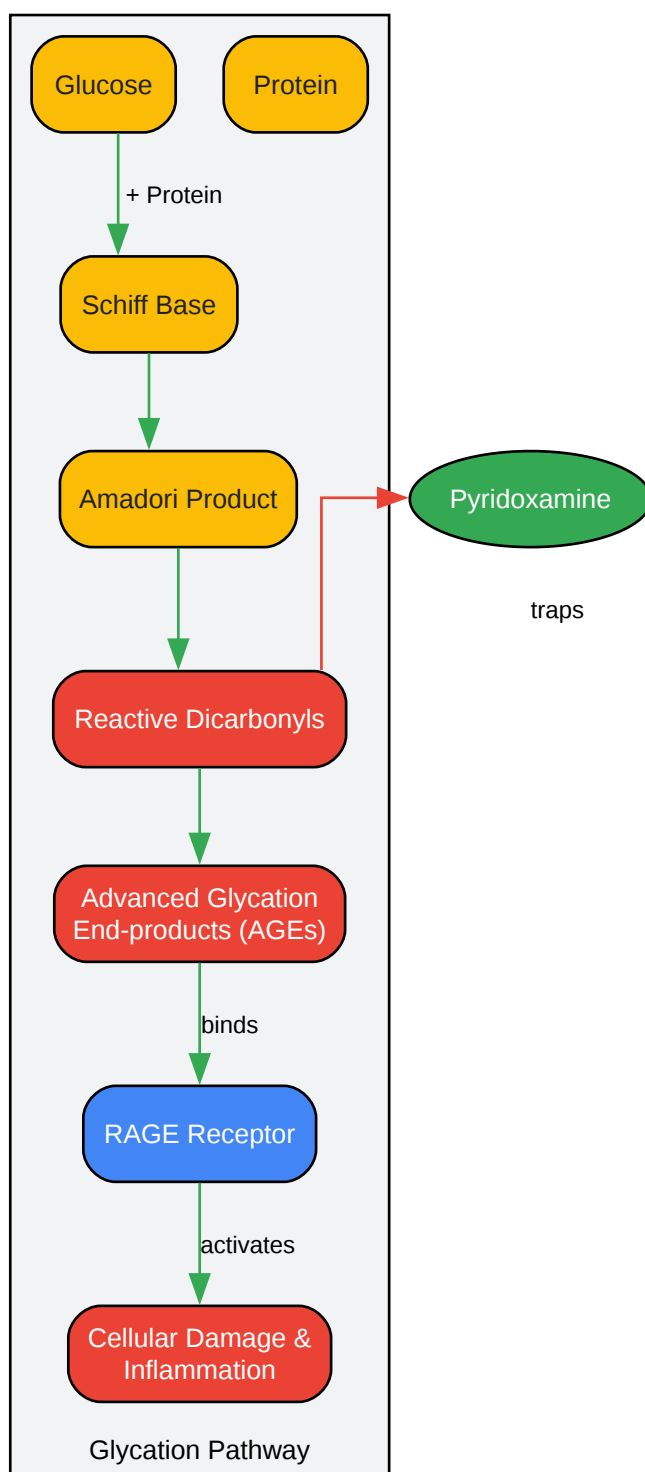 Glucose
Protein
+ Protein
Schiff Base
Amadori Product
Pyridoxamine
traps
Reactive Dicarbonyls
Advanced Glycation
End-products (AGEs)
binds
RAGE Receptor
activates
Cellular Damage &
Inflammation
Glycation Pathway